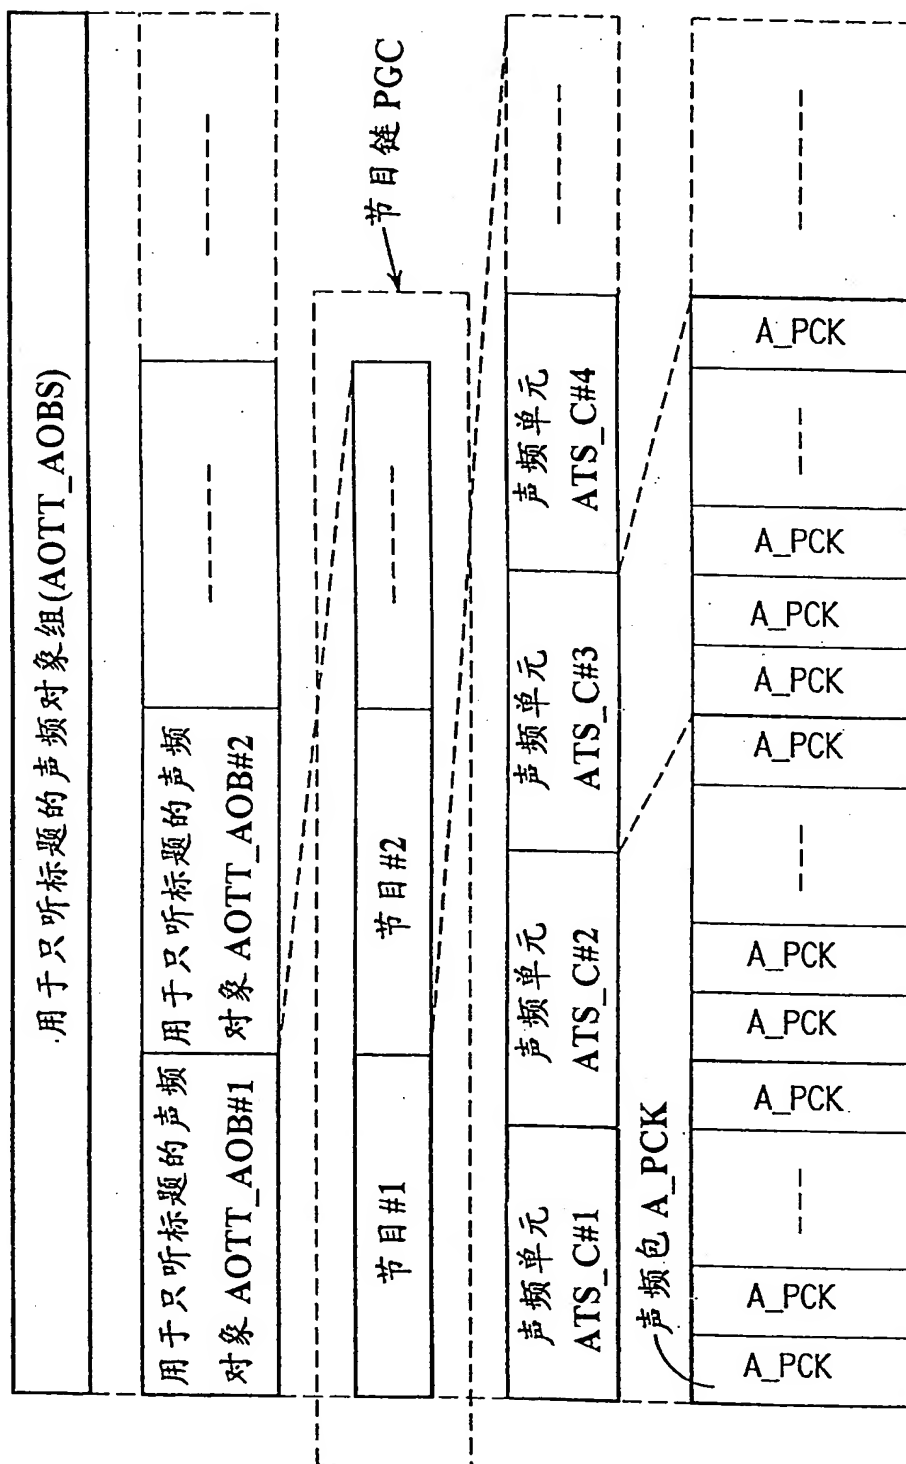 用于只听标题的声频对象组(AOTT_AOBS)
用于只听标题的声频
对象 AOTT_AOB#1
用于只听标题的声频
对象 AOTT_AOB#2
节目链PGC
节目#1
节目#2
声频单元
ATS_C#1
声频单元
ATS_C#2
声频单元
ATS_C#3
声频单元
ATS_C#4
声频包 A_PCK
A_PCK
A_PCK
A_PCK
A_PCK
A_PCK
A_PCK
A_PCK
A_PCK
A_PCK
A_PCK